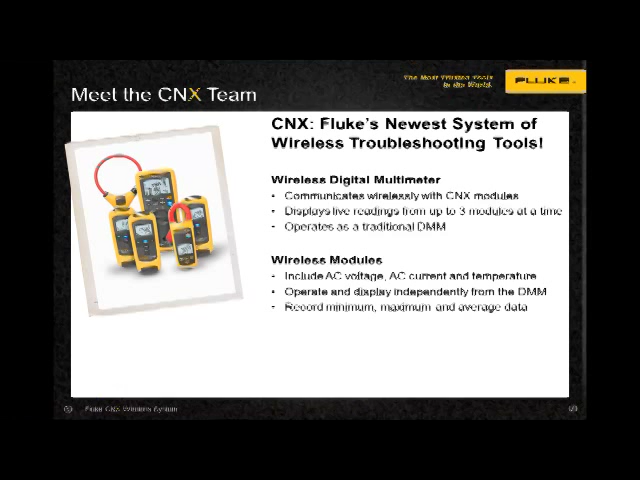 The Most Trusted Tools
in the World.
FLUKE
Meet the CNX Team
CNX: Fluke's Newest System of
Wireless Troubleshooting Tools!
Wireless Digital Multimeter
- Communicates wirelessly with CNX modules
- Displays live readings from up to 3 modules at a time
- Operates as a traditional DMM
Wireless Modules
- Include AC voltage, AC current and temperature
- Operate and display independently from the DMM
- Record minimum, maximum and average data
Fluke CNX Wireless System